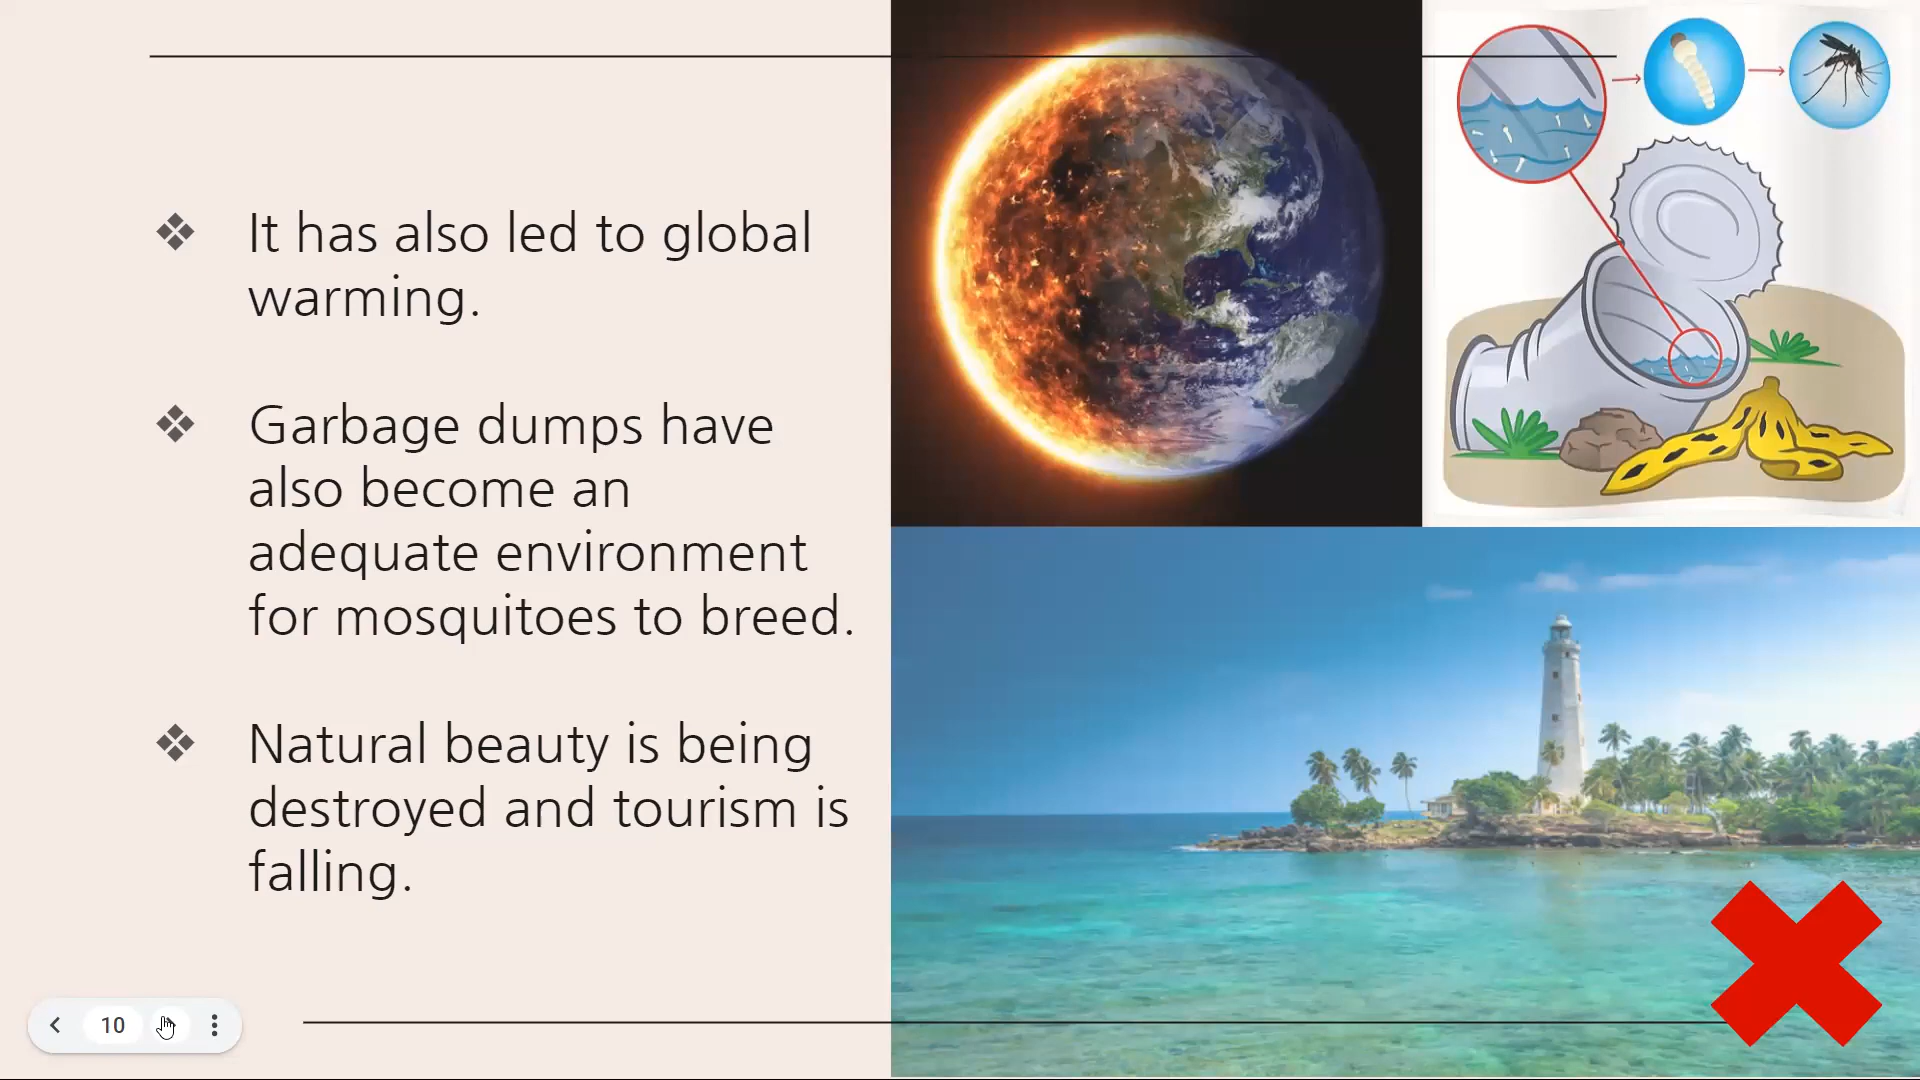 It has also led to global
warming.
Garbage dumps have
also become an
adequate environment
for mosquitoes to breed.
Natural beauty is being
destroyed and tourism is
falling.
10